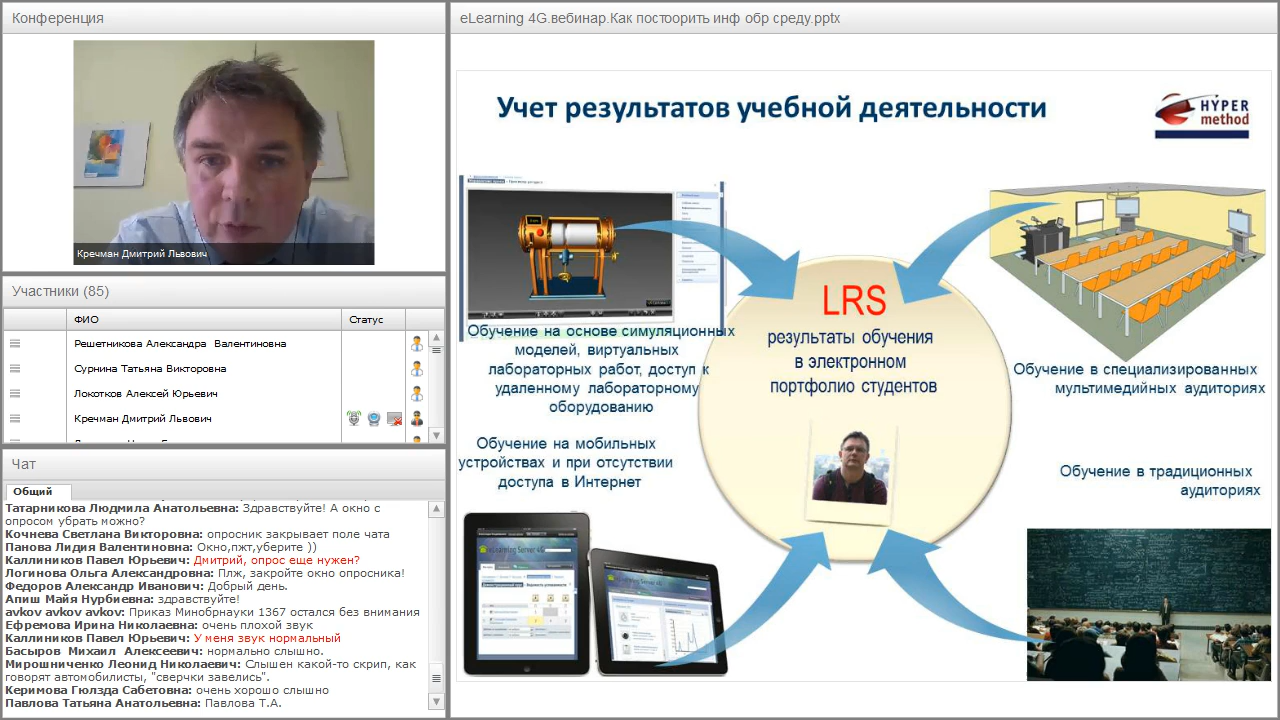 Конференция
Кречман Дмитрий Львович
Участники (85)
ФИО
Статус
Решетникова Александра Валентиновна
Сурнина Татьяна Викторовна
Локотков Алексей Юрьевич
Кречман Дмитрий Львович
Чат
Общий
Татарникова Людмила Анатольевна: Здравствуйте! А окно с
опросом убрать можно?
Кочнева Светлана Викторовна: опросник закрывает поле чата
Панова Лидия Валентиновна: Окно,пжт,уберите ))
Каллиников Павел Юрьевич: Дмитрий, опрос еще нужен?
Логинова Ольга Александровна: Плж, закройте окно опросника!
Федоров Александр Иванович: Добрый день.
Апиш Майя Нурбиевна: здравствуйте!
avkov avkov avkov: Приказ Минобрнауки 1367 остался без внимания
Ефремова Ирина Николаевна: очень плохой звук
Каллиников Павел Юрьевич: У меня звук нормальный
Басыров Михаил Алексеевич: нормально слышно.
Мирошниченко Леонид Николаевич: Слышен какой-то скрип, как
говорят автомобилисты, "сверчки завелись".
Керимова Гюлзда Сабетовна: очень хорошо слышно
Павлова Татьяна Анатольевна: Павлова Т.А.
eLearning 4G.вебинар.Как постоорить инф обр среду.pptx
Учет результатов учебной деятельности
HYPER
method
Обучение на основе симуляционных
моделей, виртуальных
лабораторных работ, доступ к
удаленному лабораторному
оборудованию
LRS
результаты обучения
в электронном
портфолио студентов
Обучение в специализированных
мультимедийных аудиториях
Обучение на мобильных
устройствах и при отсутствии
доступа в Интернет
Обучение в традиционных
аудиториях
eLearning Server 4G
eLearning Server 4G